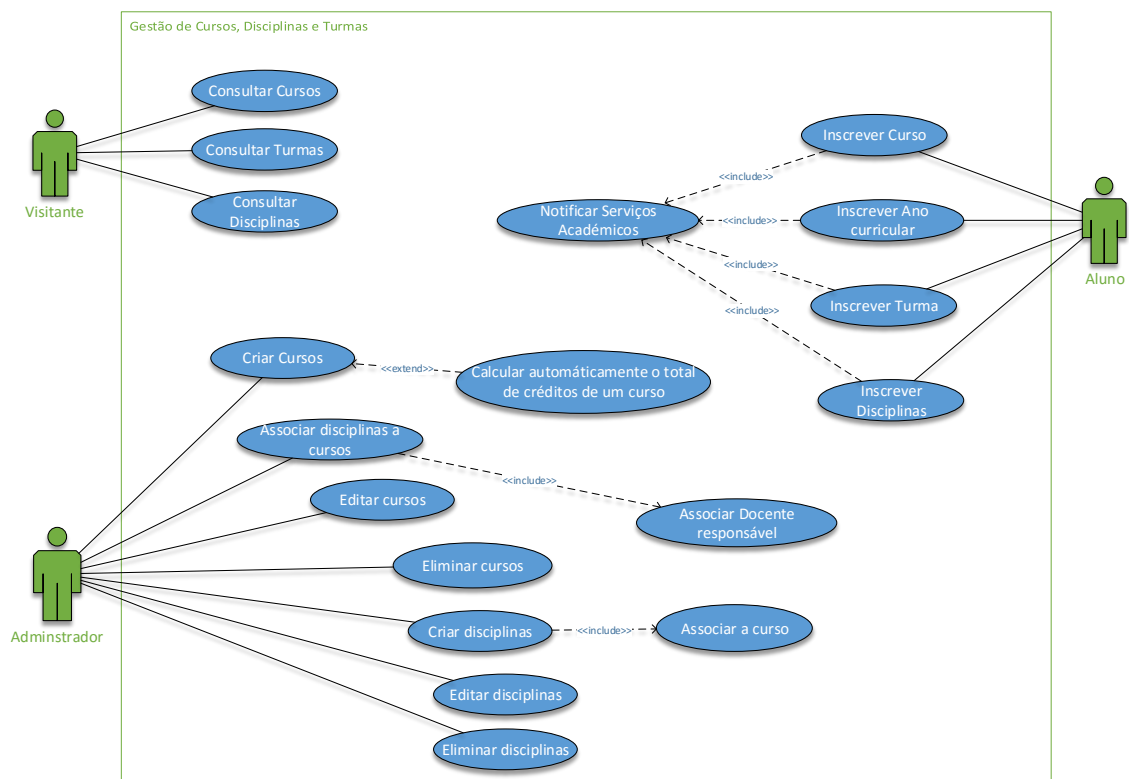 Gestão de Cursos, Disciplinas e Turmas
Consultar Cursos
Consultar Turmas
Consultar
Disciplinas
Visitante
Inscrever Curso
<<include>>
Notificar Serviços
Académicos
<<include>>
Inscrever Ano
curricular
<<include>>
Inscrever Turma
<<include>>
Inscrever
Disciplinas
Aluno
Criar Cursos
<<extend>>
Calcular automáticamente o total
de créditos de um curso
Associar disciplinas a
cursos
<<include>>
Associar Docente
responsável
Editar cursos
Eliminar cursos
Criar disciplinas
<<include>>
Associar a curso
Editar disciplinas
Eliminar disciplinas
Adminstrador